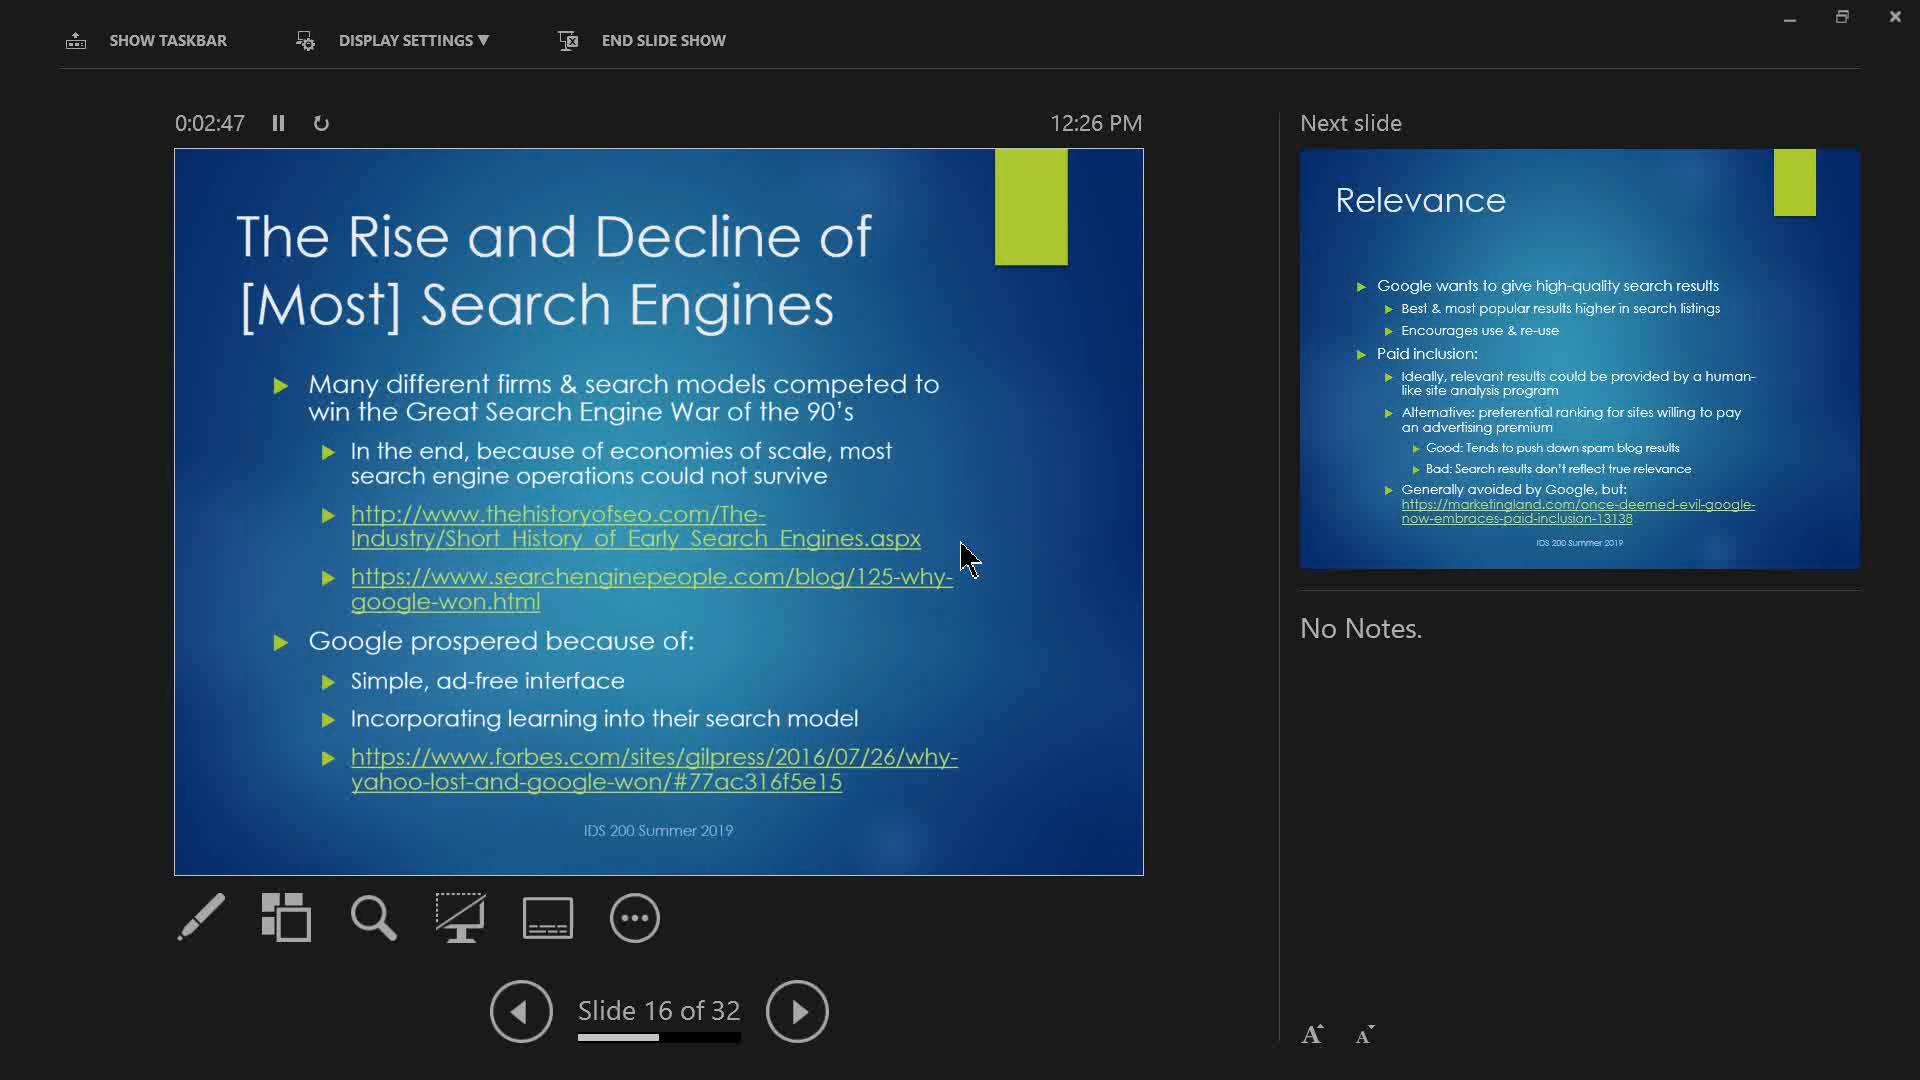 SHOW TASKBAR
DISPLAY SETTINGS ▼
END SLIDE SHOW
0:02:47
12:26 PM
The Rise and Decline of
[Most] Search Engines
Many different firms & search models competed to
win the Great Search Engine War of the 90's
In the end, because of economies of scale, most
search engine operations could not survive
http://www.thehistoryofseo.com/The-
Industry/Short_History_of_Early_Search_Engines.aspx
https://www.searchenginepeople.com/blog/125-why-
google-won.html
Google prospered because of:
Simple, ad-free interface
Incorporating learning into their search model
https://www.forbes.com/sites/gilpress/2016/07/26/why-
yahoo-lost-and-google-won/#77ac316f5e15
IDS 200 Summer 2019
Slide 16 of 32
Next slide
Relevance
Google wants to give high-quality search results
Best & most popular results higher in search listings
Encourages use & re-use
Paid inclusion:
Ideally, relevant results could be provided by a human-
like site analysis program
Alternative: preferential ranking for sites willing to pay
an advertising premium
Good: Tends to push down spam blog results
Bad: Search results don't reflect true relevance
Generally avoided by Google, but:
https://marketingland.com/once-deemed-evil-google-
now-embraces-paid-inclusion-13138
IDS 200 Summer 2019
No Notes.
A A